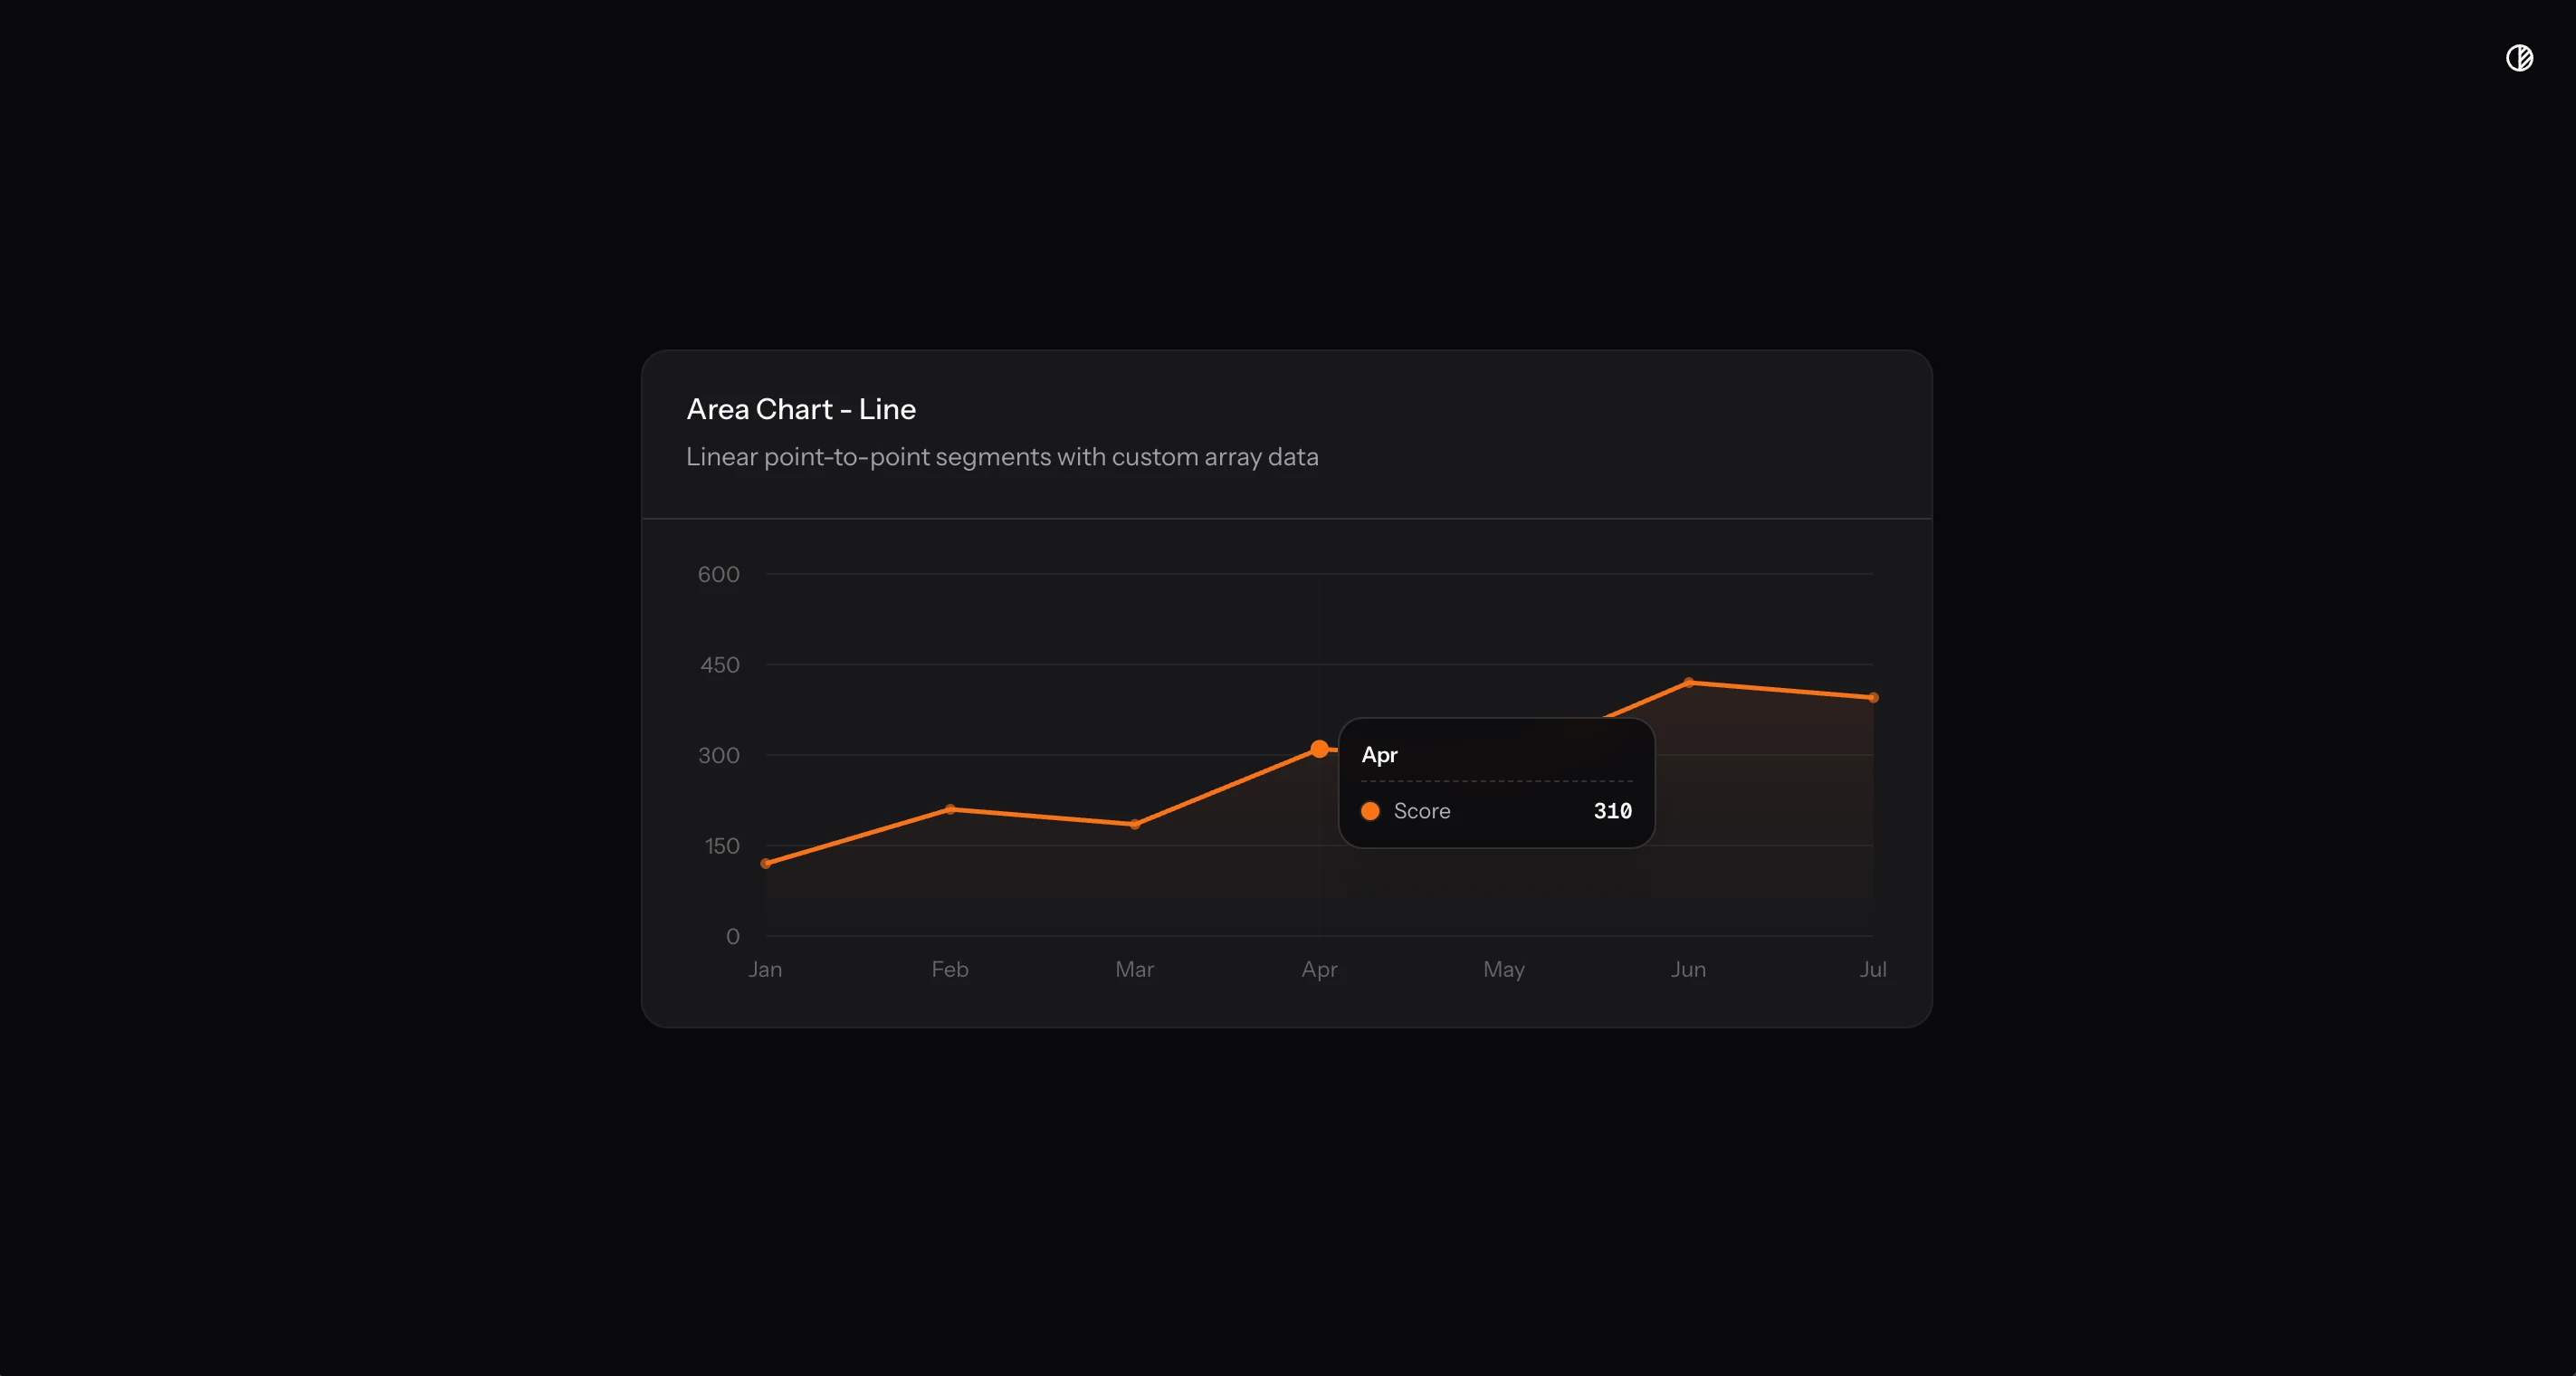 Area Chart - Line
Linear point-to-point segments with custom array data
600
450
300
150
0
Apr
Score 310
Jan Feb Mar Apr May Jun Jul